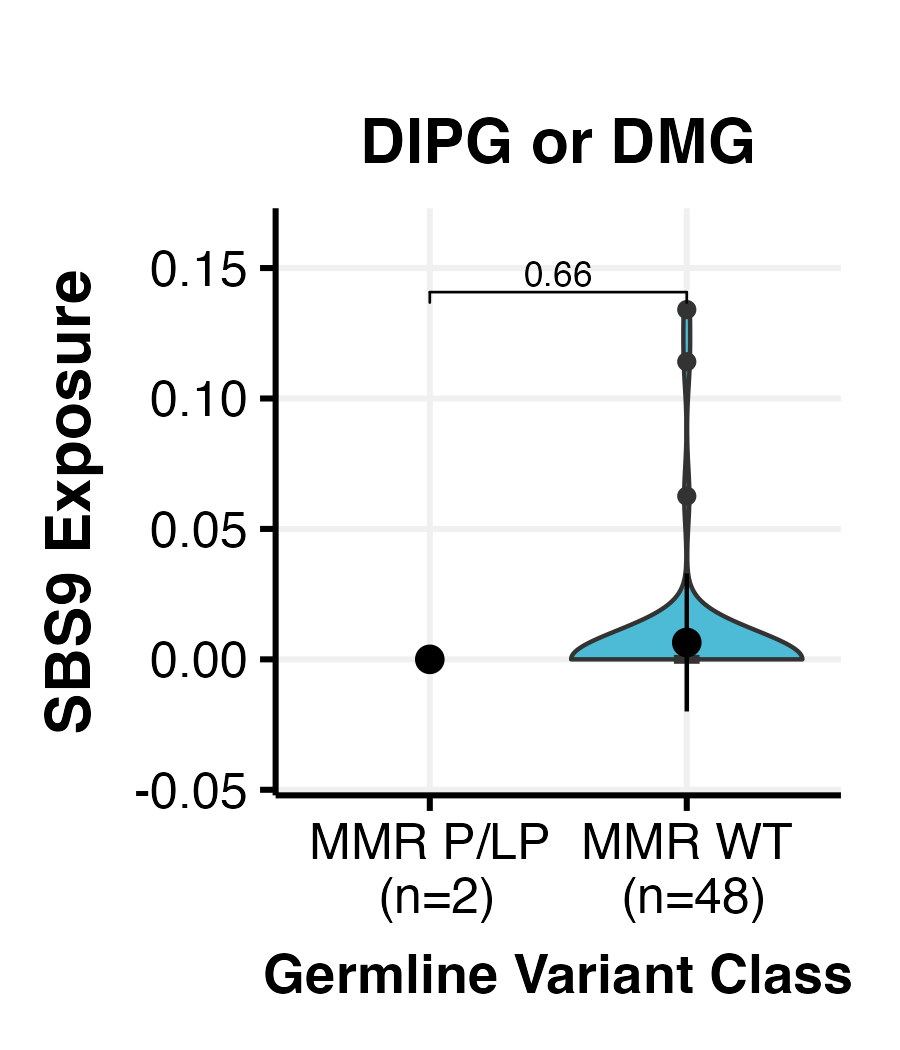 DIPG or DMG
SBS9 Exposure
0.15
0.10
0.05
0.00
-0.05
0.66
MMR P/LP
(n=2)
MMR WT
(n=48)
Germline Variant Class